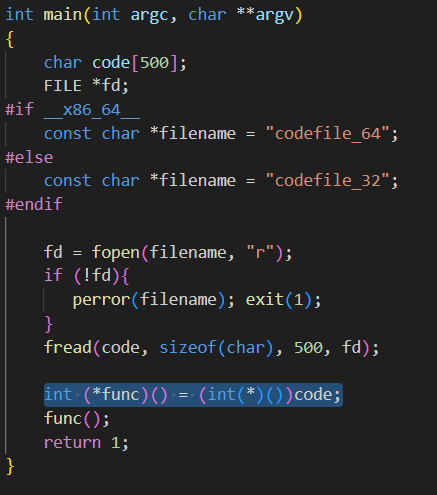 int main(int argc, char **argv)
{
char code[500];
FILE *fd;
#if __x86_64__
const char *filename = "codefile_64";
#else
const char *filename = "codefile_32";
#endif
fd = fopen(filename, "r");
if (!fd){
perror(filename); exit(1);
}
fread(code, sizeof(char), 500, fd);
int (*func)() = (int(*)())code;
func();
return 1;
}